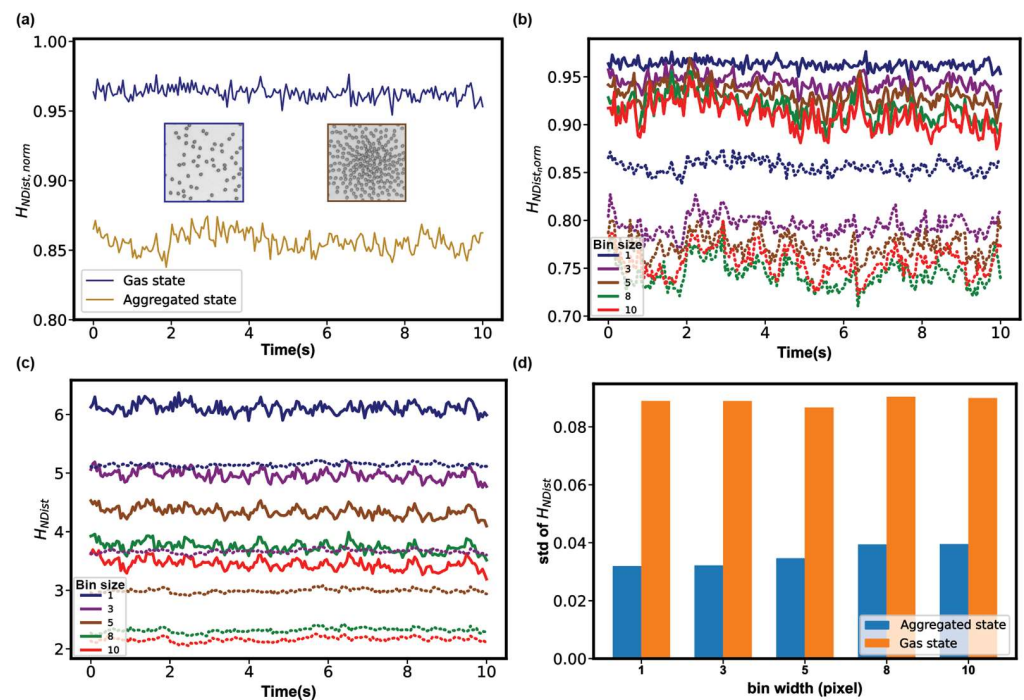 (a)
1.00
0.95
0.90
0.85
0.80
H_NDist, norm
Gas state
Aggregated state
0 2 4 6 8 10
Time(s)
(b)
0.95
0.90
0.85
0.80
0.75
0.70
H_NDist,norm
Bin size
1
3
5
8
10
0 2 4 6 8 10
Time(s)
(c)
6
5
4
3
2
H_NDist
Bin size
1
3
5
8
10
0 2 4 6 8 10
Time(s)
(d)
0.08
0.06
0.04
0.02
0.00
std of H_NDist
Aggregated state
Gas state
1 3 5 8 10
bin width (pixel)